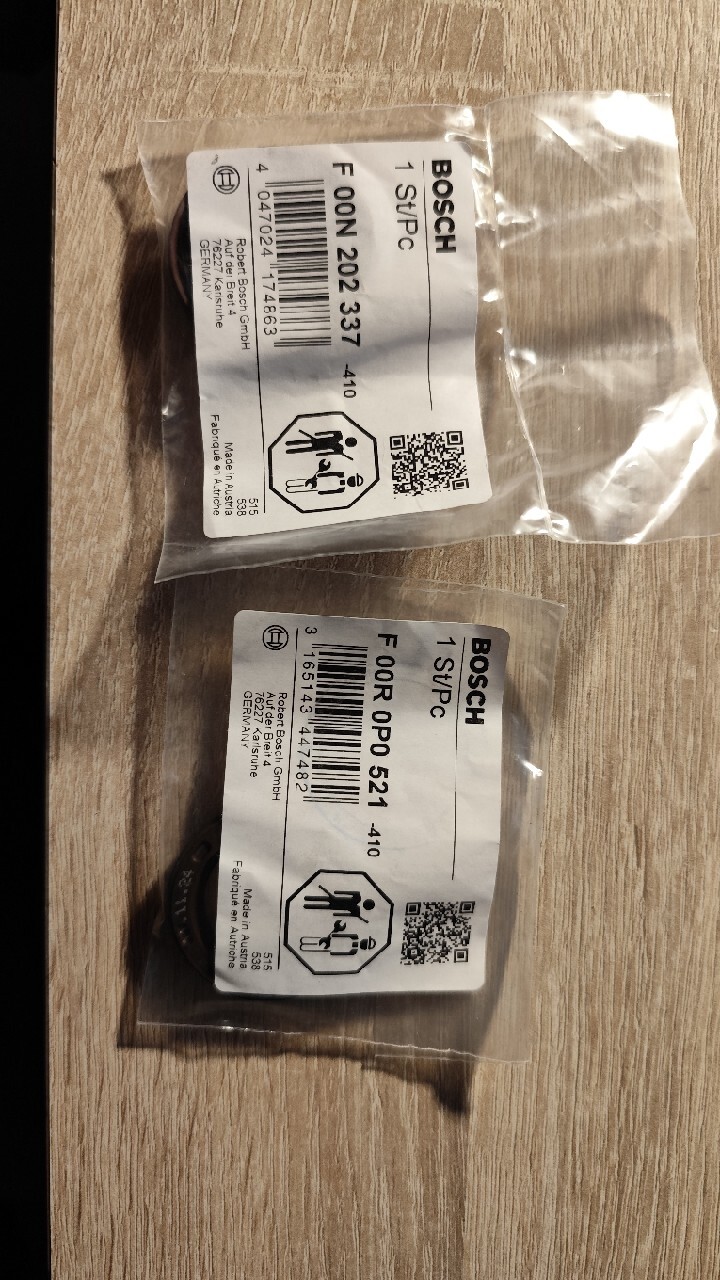 BOSCH
1 St/Pc
F 00N 202 337 -410
4 047024 174863
Robert Bosch GmbH
Auf der Breit 4
76227 Karlsruhe
GERMANY
515
538
Made in Austria
Fabriqué en Autriche
BOSCH
1 St/Pc
F 00R 0P0 521 -410
3 165143 447482
Robert Bosch GmbH
Auf der Breit 4
76227 Karlsruhe
GERMANY
515
538
Made in Austria
Fabriqué en Autriche